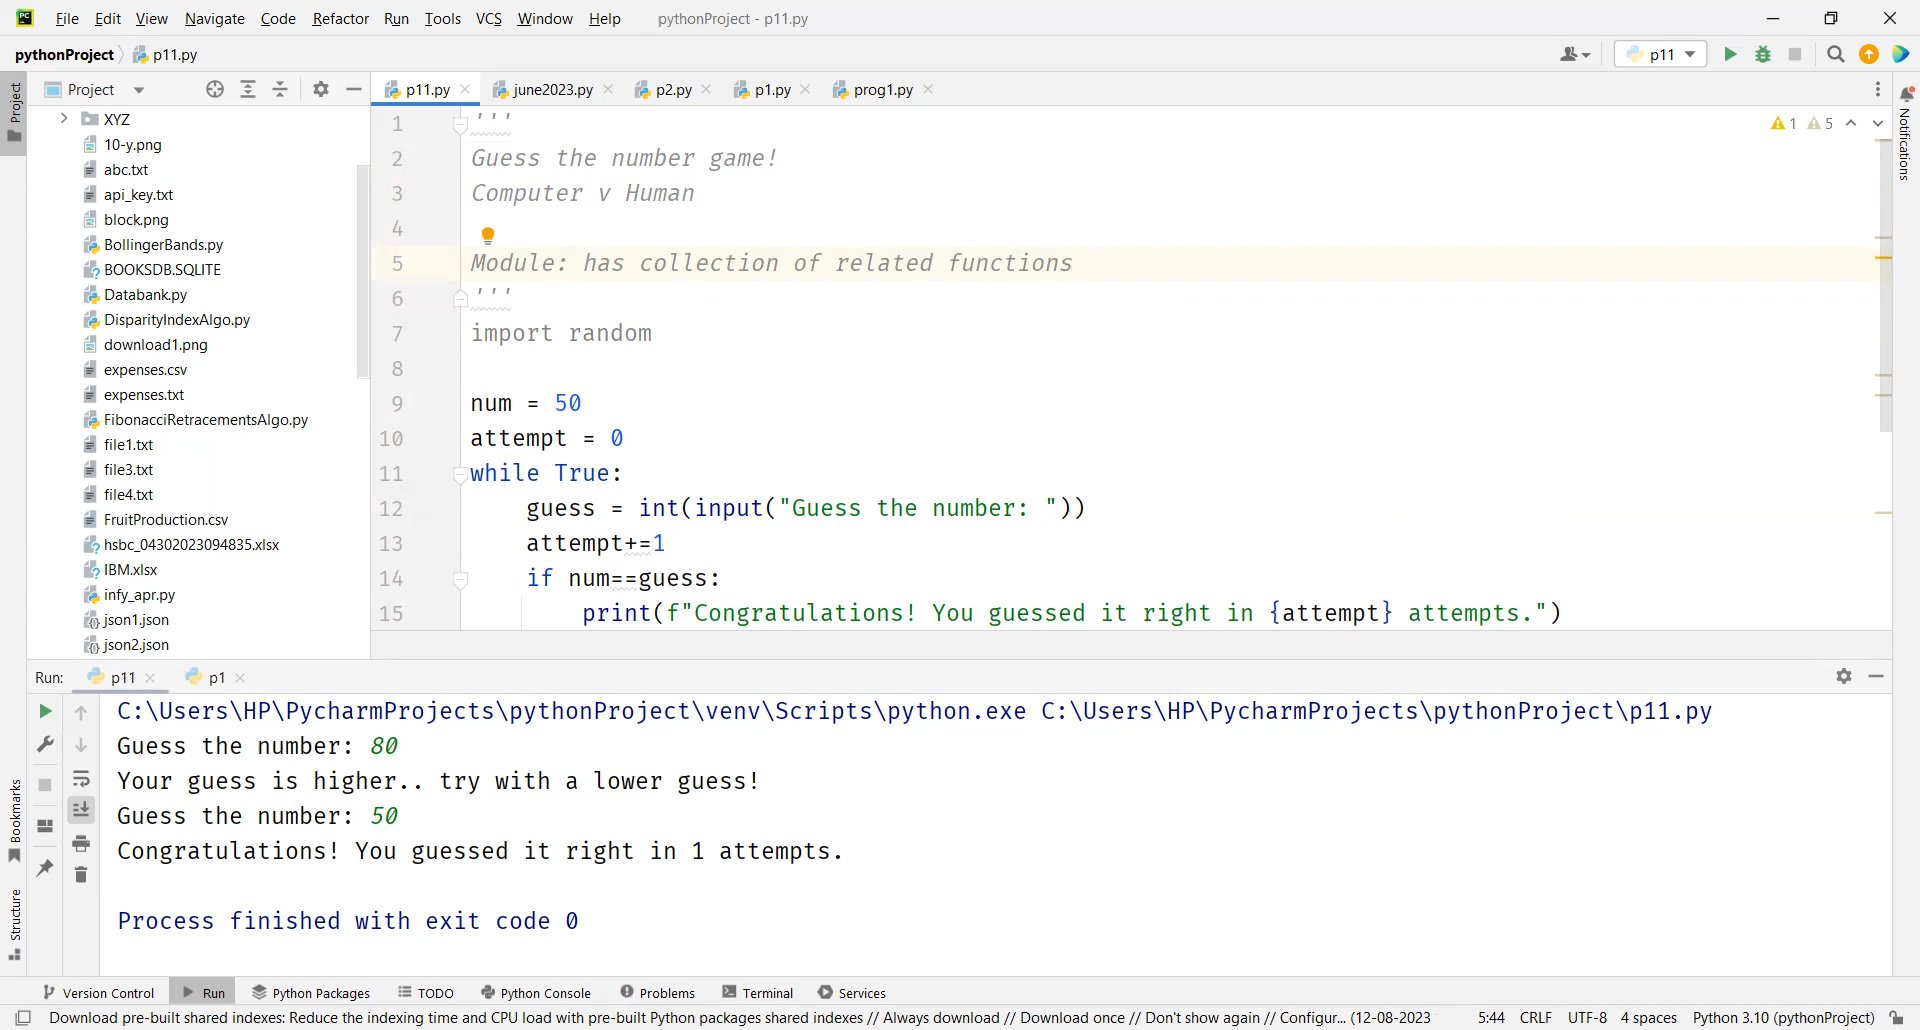 PC File Edit View Navigate Code Refactor Run Tools VCS Window Help pythonProject - p11.py
pythonProject p11.py p11
Project p11.py june2023.py p2.py p1.py prog1.py
Project
Notifications
XYZ
10-y.png
abc.txt
api_key.txt
block.png
BollingerBands.py
BOOKSDB.SQLITE
Databank.py
DisparityIndexAlgo.py
download1.png
expenses.csv
expenses.txt
FibonacciRetracementsAlgo.py
file1.txt
file3.txt
file4.txt
FruitProduction.csv
hsbc_04302023094835.xlsx
IBM.xlsx
infy_apr.py
json1.json
json2.json
1 '''
1 5
2 Guess the number game!
3 Computer v Human
4
5 Module: has collection of related functions
6 '''
7 import random
8
9 num = 50
10 attempt = 0
11 while True:
12 guess = int(input("Guess the number: "))
13 attempt+=1
14 if num==guess:
15 print(f"Congratulations! You guessed it right in {attempt} attempts.")
Run: p11 p1
C:\Users\HP\PycharmProjects\pythonProject\venv\Scripts\python.exe C:\Users\HP\PycharmProjects\pythonProject\p11.py
Guess the number: 80
Your guess is higher.. try with a lower guess!
Guess the number: 50
Congratulations! You guessed it right in 1 attempts.
Process finished with exit code 0
Bookmarks
Structure
Version Control Run Python Packages TODO Python Console Problems Terminal Services
Download pre-built shared indexes: Reduce the indexing time and CPU load with pre-built Python packages shared indexes // Always download // Download once // Don't show again // Configur... (12-08-2023 5:44 CRLF UTF-8 4 spaces Python 3.10 (pythonProject)